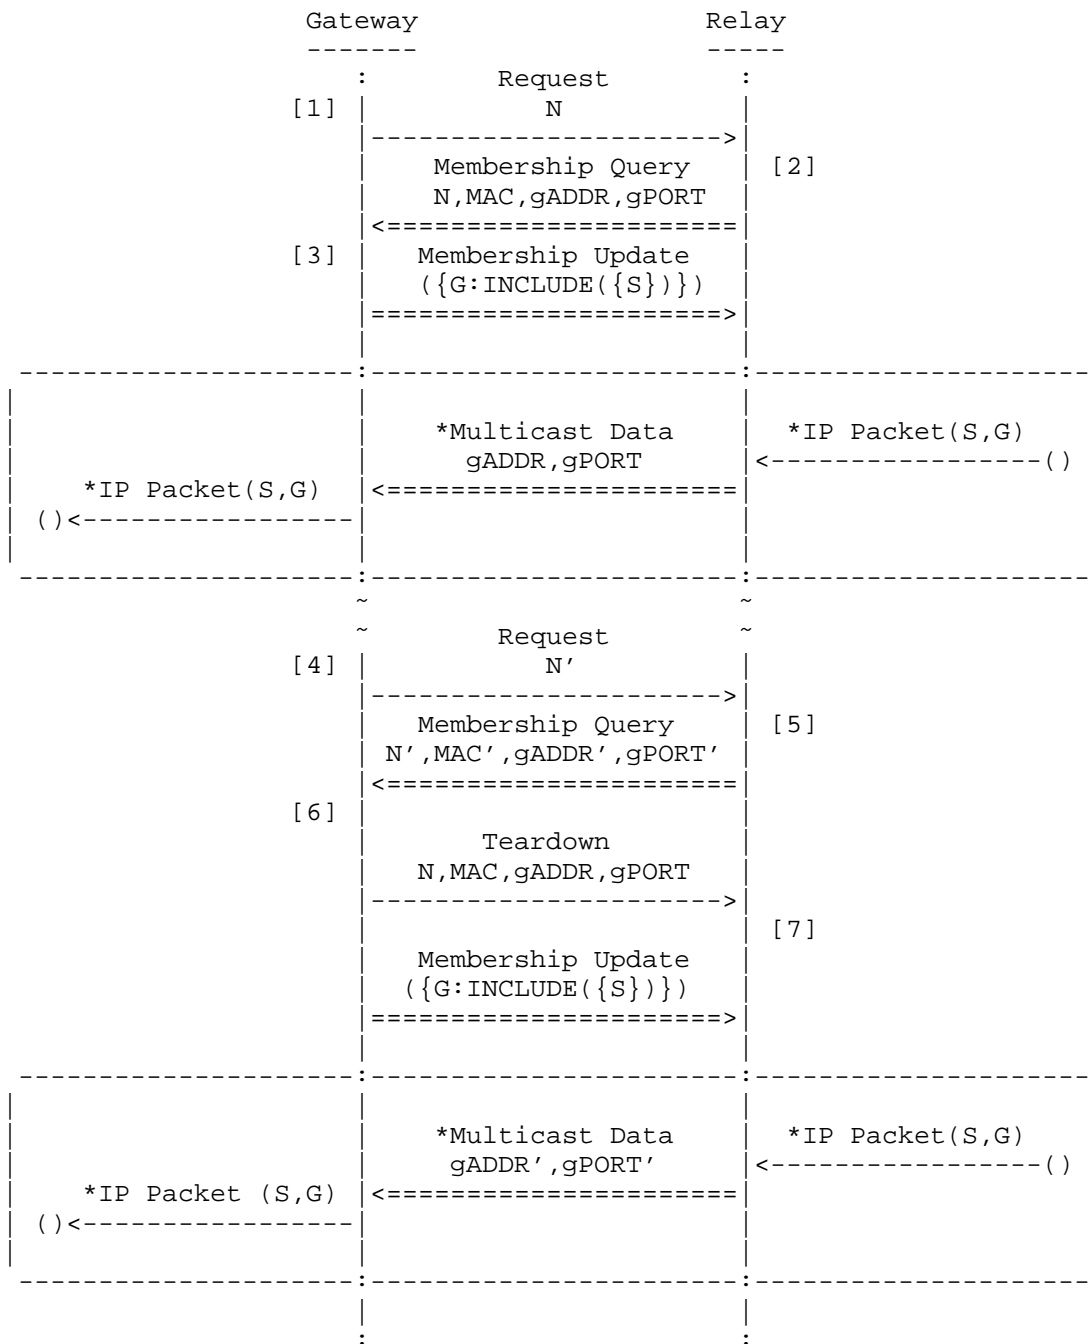 Gateway Relay
------- -----
: Request :
[1] | N |
|---------------------->|
| Membership Query | [2]
| N,MAC,gADDR,gPORT |
|<======================|
[3] | Membership Update |
| ({G:INCLUDE({S})}) |
|======================>|
| |
---------------------:-----------------------:---------------------
| | |
| | *Multicast Data | *IP Packet(S,G)
| | gADDR,gPORT |<-----------------()
| *IP Packet(S,G) |<======================|
| ()<-----------------| |
| | |
---------------------:-----------------------:---------------------
~ ~
~ Request ~
[4] | N’ |
|---------------------->|
| Membership Query | [5]
| N’,MAC’,gADDR’,gPORT’ |
|<======================|
[6] | |
| Teardown |
| N,MAC,gADDR,gPORT |
|---------------------->|
| | [7]
| Membership Update |
| ({G:INCLUDE({S})}) |
|======================>|
| |
---------------------:-----------------------:---------------------
| | |
| | *Multicast Data | *IP Packet(S,G)
| | gADDR’,gPORT’ |<-----------------()
| *IP Packet (S,G) |<======================|
| ()<-----------------| |
| | |
---------------------:-----------------------:---------------------
| |
: :